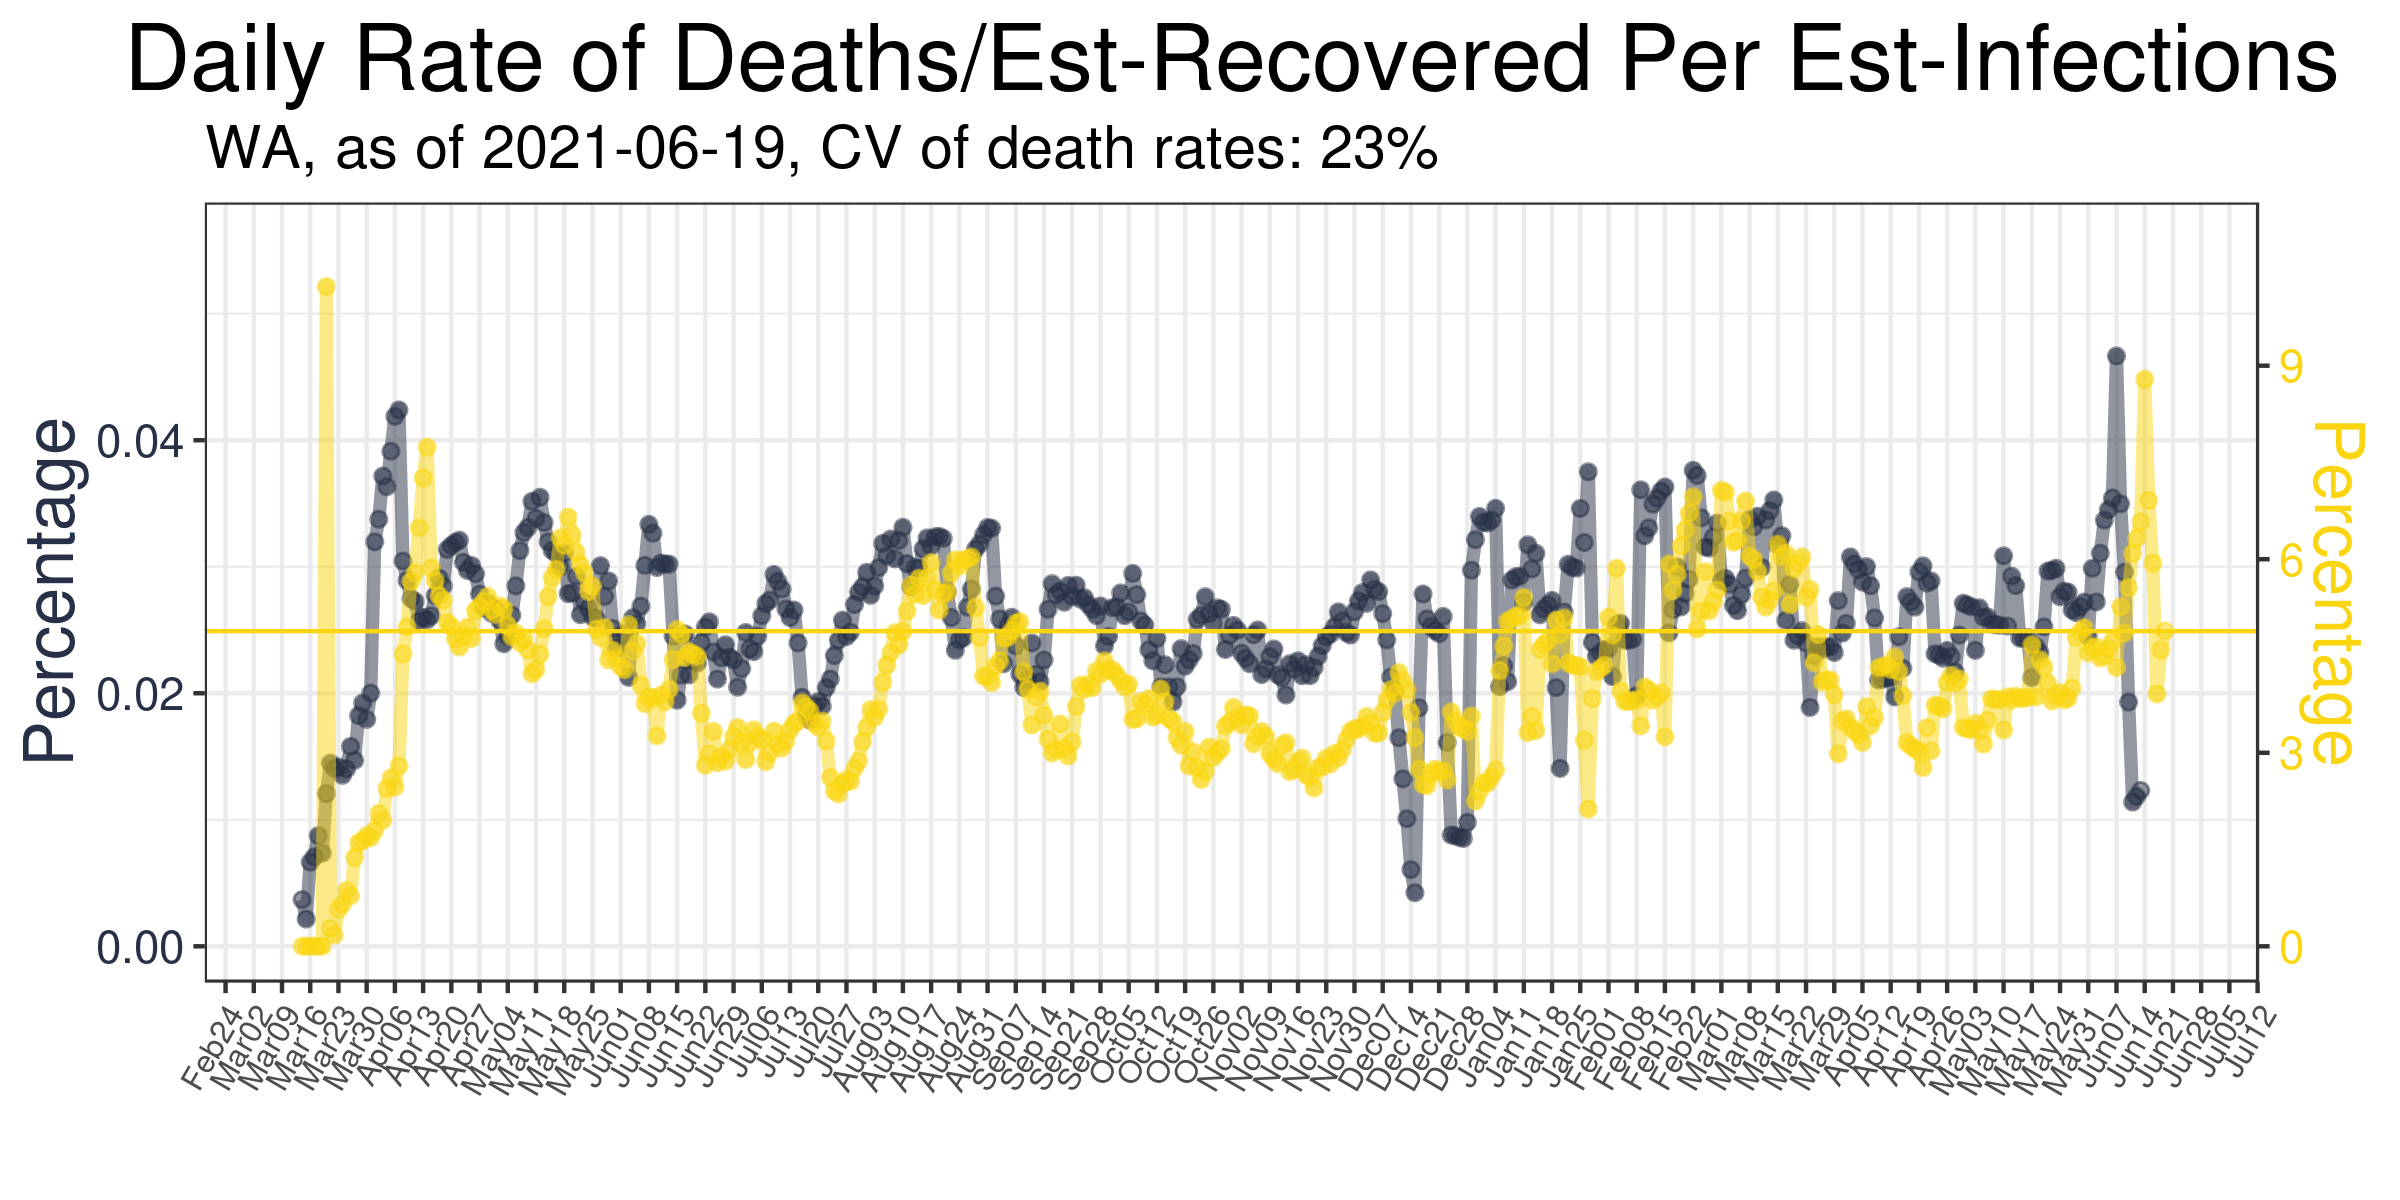 Daily Rate of Deaths/Est-Recovered Per Est-Infections
WA, as of 2021-06-19, CV of death rates: 23%
Percentage
0.04
0.02
0.00
9
6
3
0
Percentage
Feb24
Mar02
Mar09
Mar16
Mar23
Mar30
Apr06
Apr13
Apr20
Apr27
May04
May11
May18
May25
Jun01
Jun08
Jun15
Jun22
Jun29
Jul06
Jul13
Jul20
Jul27
Aug03
Aug10
Aug17
Aug24
Aug31
Sep07
Sep14
Sep21
Sep28
Oct05
Oct12
Oct19
Oct26
Nov02
Nov09
Nov16
Nov23
Nov30
Dec07
Dec14
Dec21
Dec28
Jan04
Jan11
Jan18
Jan25
Feb01
Feb08
Feb15
Feb22
Mar01
Mar08
Mar15
Mar22
Mar29
Apr05
Apr12
Apr19
Apr26
May03
May10
May17
May24
May31
Jun07
Jun14
Jun21
Jun28
Jul05
Jul12